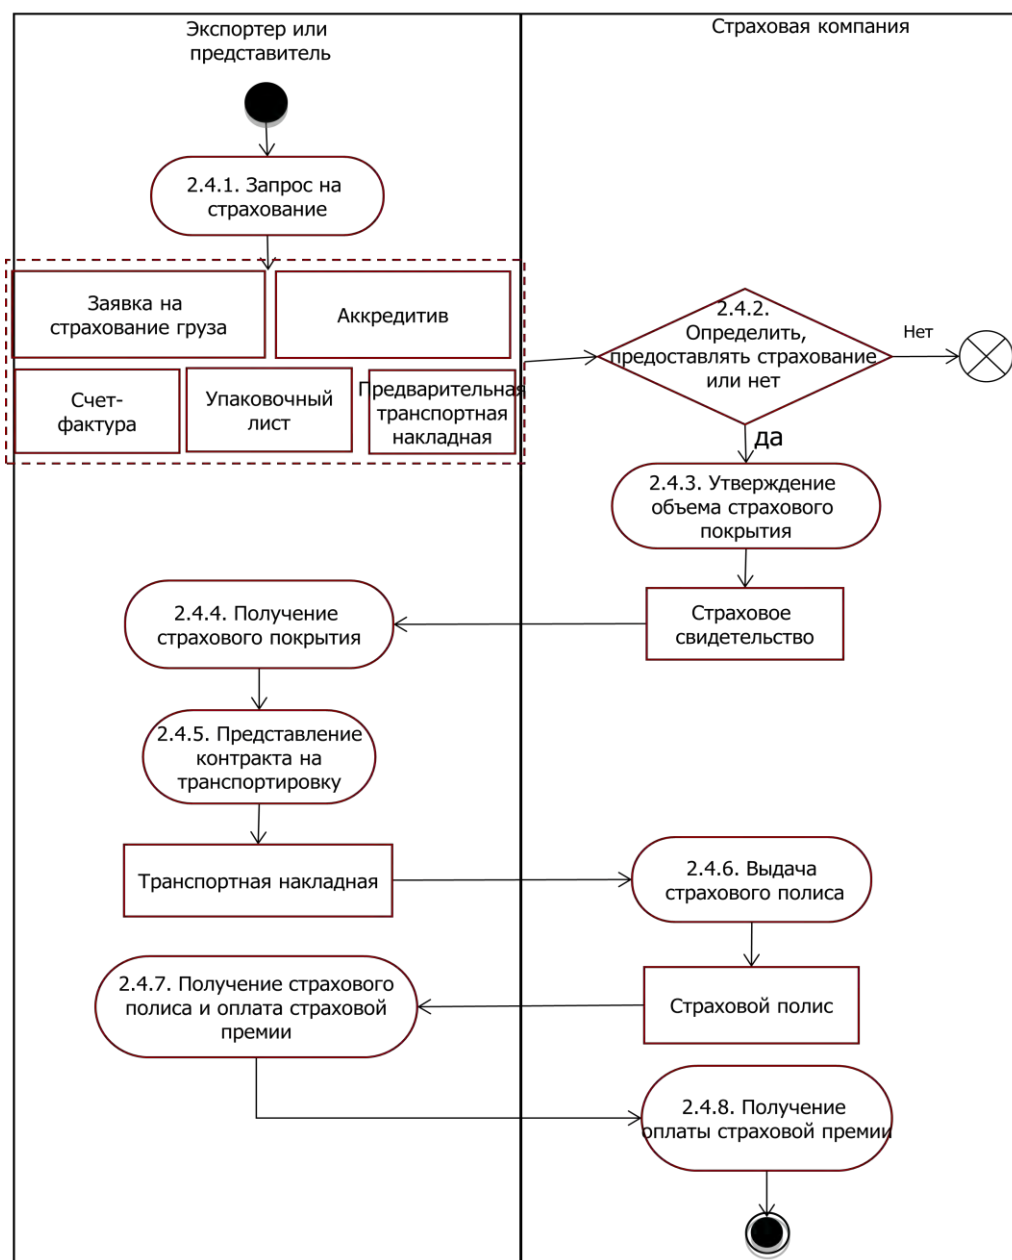 Экспортер или
представитель
Страховая компания
2.4.1. Запрос на
страхование
Заявка на
страхование груза
Аккредитив
Счет-
фактура
Упаковочный
лист
Предварительная
транспортная
накладная
2.4.2.
Определить,
предоставлять страхование
или нет
Нет
да
2.4.3. Утверждение
объема страхового
покрытия
Страховое
свидетельство
2.4.4. Получение
страхового покрытия
2.4.5. Представление
контракта на
транспортировку
Транспортная накладная
2.4.6. Выдача
страхового полиса
Страховой полис
2.4.7. Получение страхового
полиса и оплата страховой
премии
2.4.8. Получение
оплаты страховой премии